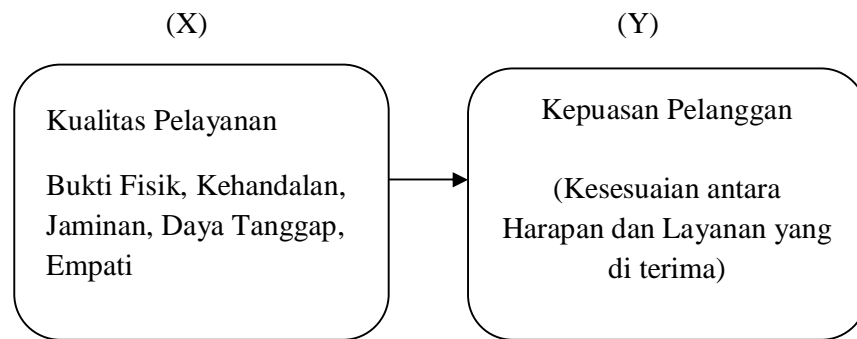 (X)
(Y)
Kualitas Pelayanan
Bukti Fisik, Kehandalan,
Jaminan, Daya Tanggap,
Empati
Kepuasan Pelanggan
(Kesesuaian antara
Harapan dan Layanan yang
di terima)